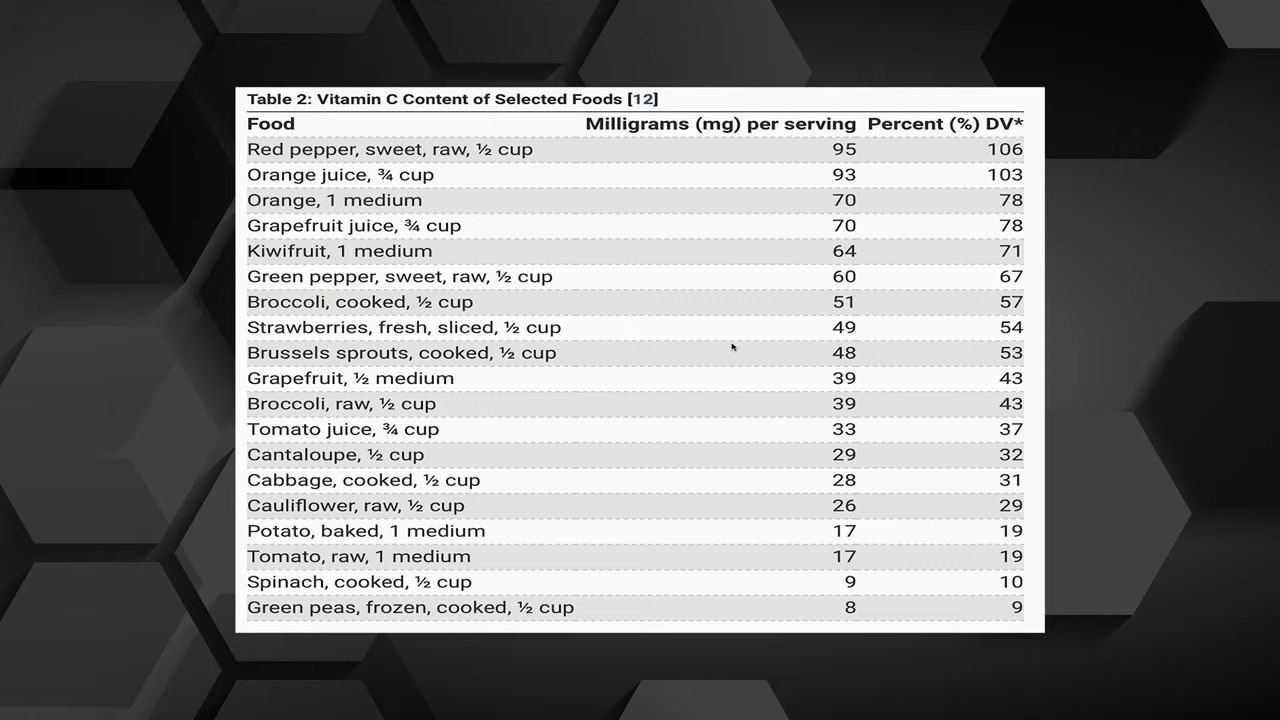 Table 2: Vitamin C Content of Selected Foods [12]
Food Milligrams (mg) per serving Percent (%) DV*
Red pepper, sweet, raw, ½ cup 95 106
Orange juice, ¾ cup 93 103
Orange, 1 medium 70 78
Grapefruit juice, ¾ cup 70 78
Kiwifruit, 1 medium 64 71
Green pepper, sweet, raw, ½ cup 60 67
Broccoli, cooked, ½ cup 51 57
Strawberries, fresh, sliced, ½ cup 49 54
Brussels sprouts, cooked, ½ cup 48 53
Grapefruit, ½ medium 39 43
Broccoli, raw, ½ cup 39 43
Tomato juice, ¾ cup 33 37
Cantaloupe, ½ cup 29 32
Cabbage, cooked, ½ cup 28 31
Cauliflower, raw, ½ cup 26 29
Potato, baked, 1 medium 17 19
Tomato, raw, 1 medium 17 19
Spinach, cooked, ½ cup 9 10
Green peas, frozen, cooked, ½ cup 8 9